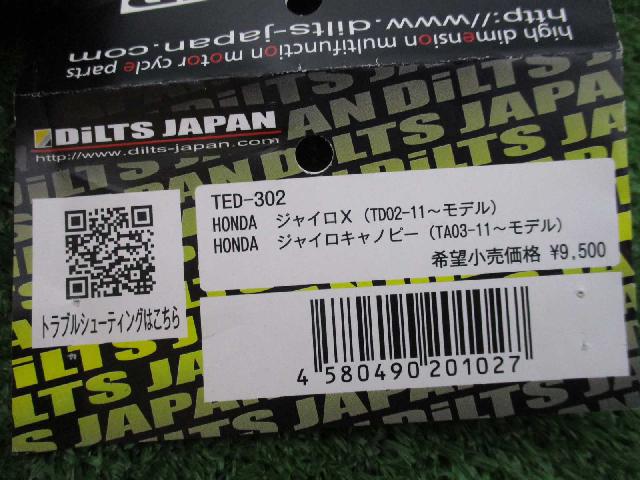 high dimension multifunction motor cycle parts
http://www.dilts-japan.com
DiLTS JAPAN
http://www.dilts-japan.com
TED-302
HONDA ジャイロX (TD02-11～モデル)
HONDA ジャイロキャノピー (TA03-11～モデル)
希望小売価格 ¥9,500
トラブルシューティングはこちら
4 580490 201027